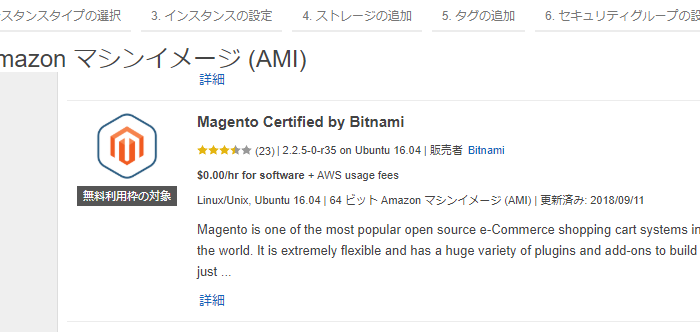 スタンスタイプの選択 3. インスタンスの設定 4. ストレージの追加 5. タグの追加 6. セキュリティグループの設
mazon マシンイメージ (AMI)
詳細
Magento Certified by Bitnami
(23) | 2.2.5-0-r35 on Ubuntu 16.04 | 販売者 Bitnami
$0.00/hr for software + AWS usage fees
無料利用枠の対象
Linux/Unix, Ubuntu 16.04 | 64 ビット Amazon マシンイメージ (AMI) | 更新済み: 2018/09/11
Magento is one of the most popular open source e-Commerce shopping cart systems in
the world. It is extremely flexible and has a huge variety of plugins and add-ons to build
just ...
詳細